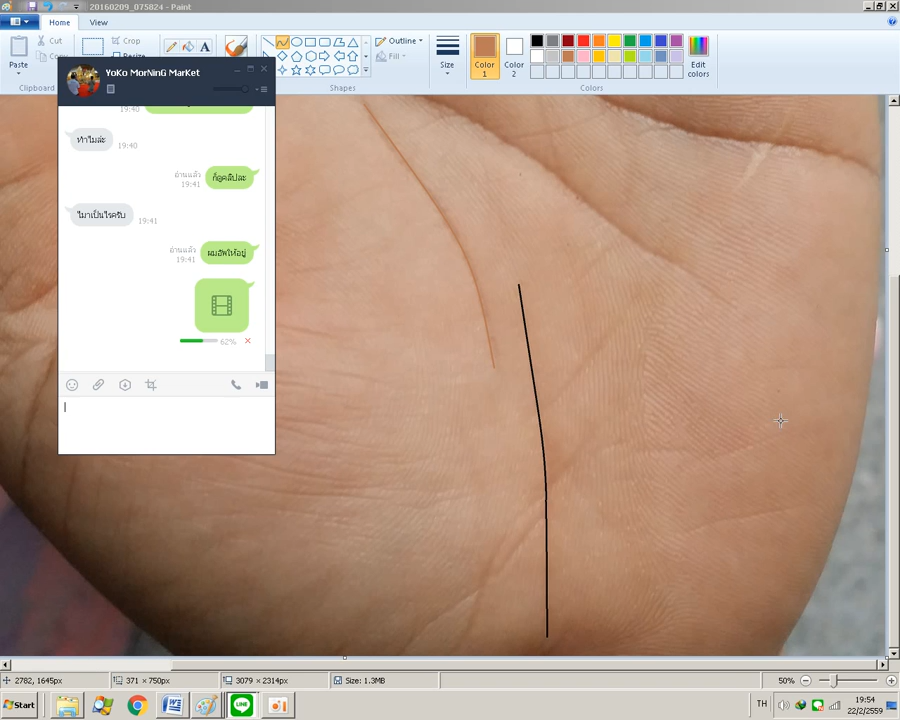 20160209_075824 - Paint
Home
View
Paste
Cut
Crop
Clipboard
Outline
Fill
Shapes
Size
Color 1
Color 2
Edit colors
Colors
YoKo MorNinG MarKet
19:40
ทำไมล่ะ
19:40
อ่านแล้ว
19:41
ก็ดูคลิปละ
ไมาเป็นไรครับ
19:41
อ่านแล้ว
19:41
ผมอัพให้อยู่
62%
2782, 1645px
371 × 750px
3079 × 2314px
Size: 1.3MB
50%
Start
LINE
TH
19:54
22/2/2559